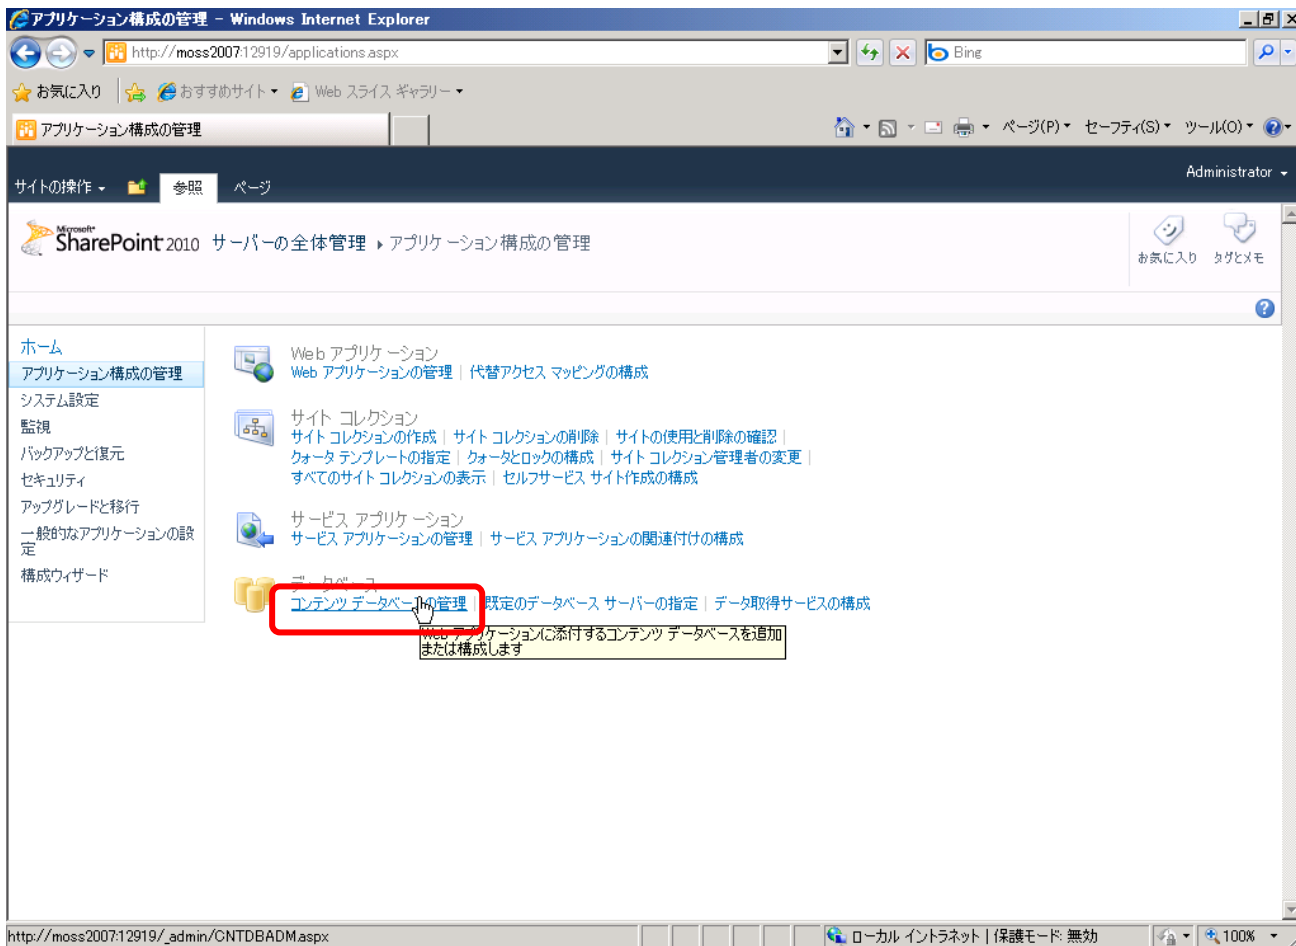 アプリケーション構成の管理 - Windows Internet Explorer
http://moss2007:12919/applications.aspx
Bing
お気に入り おすすめサイト Web スライス ギャラリー
アプリケーション構成の管理
ページ(P) セーフティ(S) ツール(O)
Administrator
サイトの操作 参照 ページ
Microsoft SharePoint 2010 サーバーの全体管理 アプリケーション構成の管理
お気に入り タグとメモ
ホーム
アプリケーション構成の管理
システム設定
監視
バックアップと復元
セキュリティ
アップグレードと移行
一般的なアプリケーションの設
定
構成ウィザード
Web アプリケーション
Web アプリケーションの管理 | 代替アクセス マッピングの構成
サイト コレクション
サイト コレクションの作成 | サイト コレクションの削除 | サイトの使用と削除の確認 |
クォータ テンプレートの指定 | クォータとロックの構成 | サイト コレクション管理者の変更 |
すべてのサイト コレクションの表示 | セルフサービス サイト作成の構成
サービス アプリケーション
サービス アプリケーションの管理 | サービス アプリケーションの関連付けの構成
データベース
コンテンツ データベースの管理 | 既定のデータベース サーバーの指定 | データ取得サービスの構成
Web アプリケーションに添付するコンテンツ データベースを追加
または構成します
http://moss2007:12919/_admin/CNTDBADM.aspx
ローカル イントラネット | 保護モード: 無効
100%